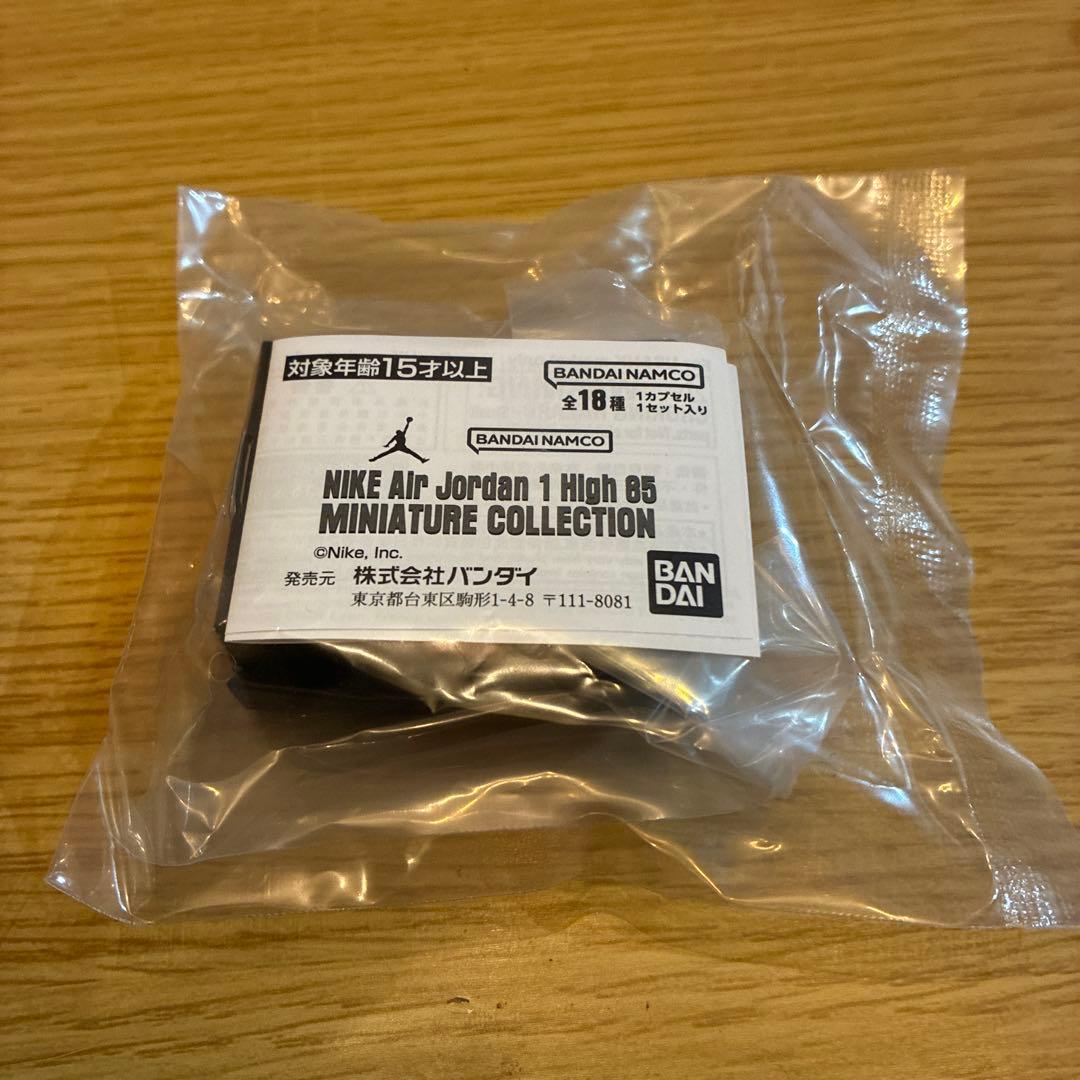 対象年齢15才以上
BANDAI NAMCO
全18種 1カプセル
1セット入り
BANDAI NAMCO
NIKE Air Jordan 1 High 85
MINIATURE COLLECTION
©Nike, Inc.
発売元 株式会社バンダイ
東京都台東区駒形1-4-8 〒111-8081
BAN
DAI